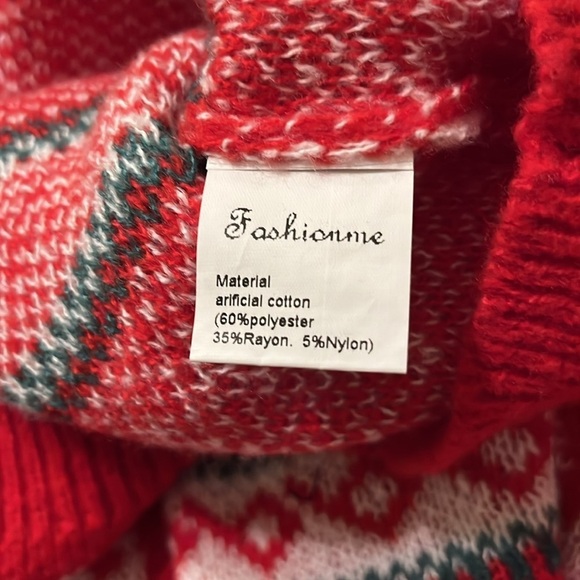 Fashionme
Material
arificial cotton
(60%polyester
35%Rayon. 5%Nylon)